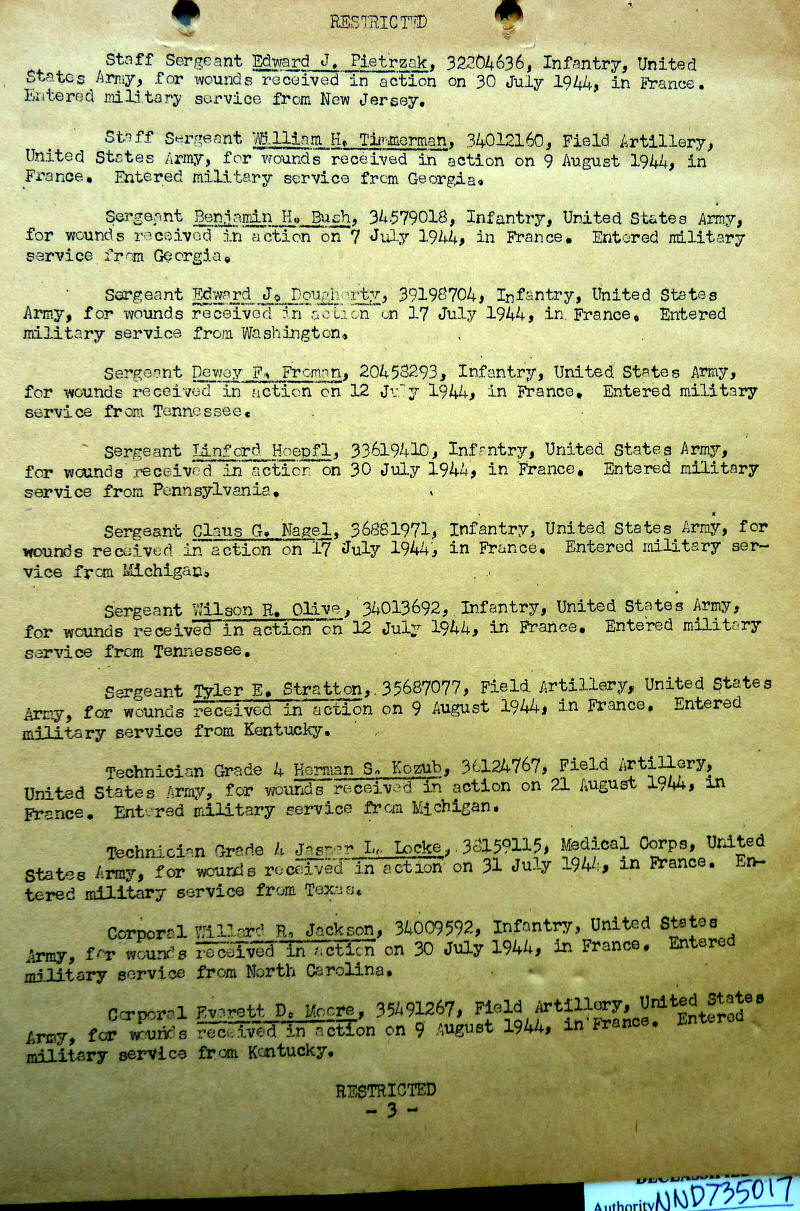 RESTRICTED
Staff Sergeant Edward J. Pietrzak, 32204636, Infantry, United
States Army, for wounds received in action on 30 July 1944, in France.
Entered military service from New Jersey.
Staff Sergeant William H. Timmerman, 34012160, Field Artillery,
United States Army, for wounds received in action on 9 August 1944, in
France. Entered military service from Georgia.
Sergeant Benjamin H. Bush, 34579018, Infantry, United States Army,
for wounds received in action on 7 July 1944, in France. Entered military
service from Georgia.
Sergeant Edward J. Dougherty, 39198704, Infantry, United States
Army, for wounds received in action on 17 July 1944, in France. Entered
military service from Washington.
Sergeant Dewey F. Froman, 20458293, Infantry, United States Army,
for wounds received in action on 12 July 1944, in France. Entered military
service from Tennessee.
Sergeant Linford Hoepfl, 33619410, Infantry, United States Army,
for wounds received in action on 30 July 1944, in France. Entered military
service from Pennsylvania.
Sergeant Claus G. Nagel, 36881971, Infantry, United States Army, for
wounds received in action on 17 July 1944, in France. Entered military ser-
vice from Michigan.
Sergeant Wilson R. Olive, 34013692, Infantry, United States Army,
for wounds received in action on 12 July 1944, in France. Entered military
service from Tennessee.
Sergeant Tyler E. Stratton, 35687077, Field Artillery, United States
Army, for wounds received in action on 9 August 1944, in France. Entered
military service from Kentucky.
Technician Grade 4 Herman S. Kozub, 36124767, Field Artillery,
United States Army, for wounds received in action on 21 August 1944, in
France. Entered military service from Michigan.
Technician Grade 4 Jasper L. Locke, 38159115, Medical Corps, United
States Army, for wounds received in action on 31 July 1944, in France. En-
tered military service from Texas.
Corporal Willard R. Jackson, 34009592, Infantry, United States
Army, for wounds received in action on 30 July 1944, in France. Entered
military service from North Carolina.
Corporal Everett D. Moore, 35491267, Field Artillery, United States
Army, for wounds received in action on 9 August 1944, in France. Entered
military service from Kentucky.
RESTRICTED
- 3 -
DECLASSIFIED
Authority NND735017